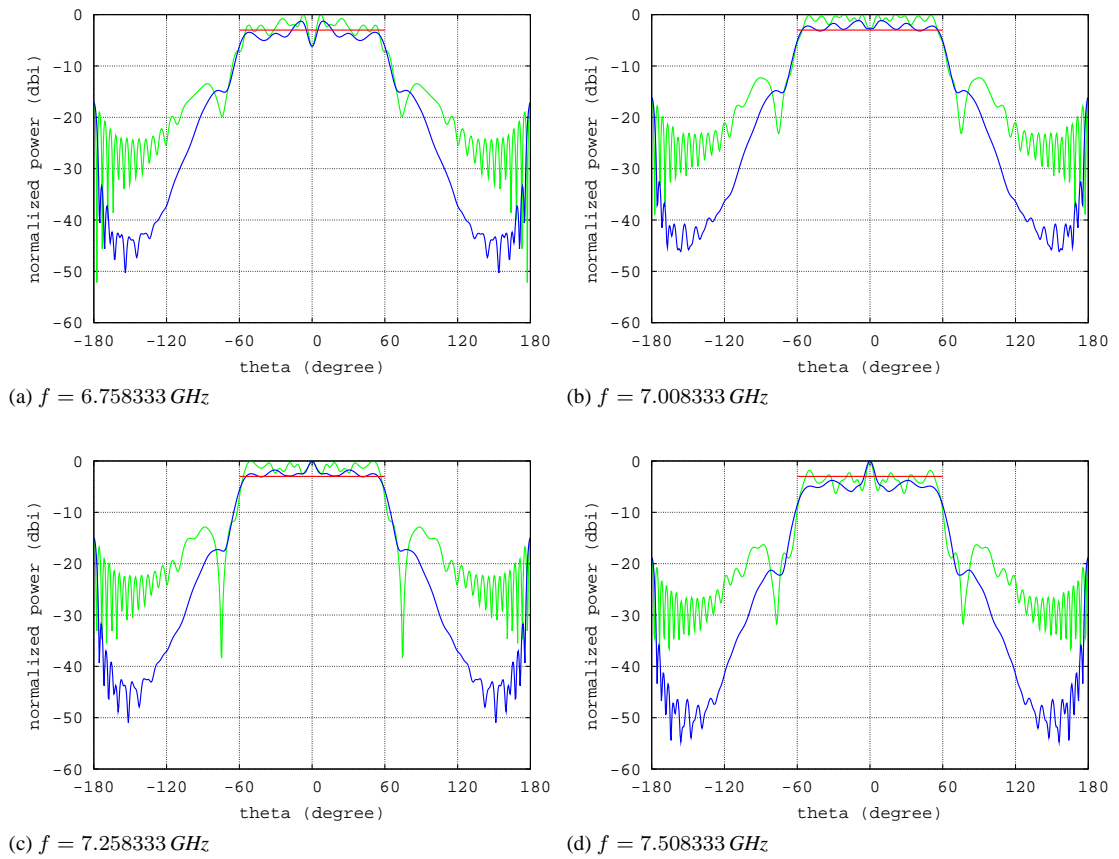 0
-10
-20
-30
-40
-50
-60
-180 -120 -60 0 60 120 180
normalized power (dbi)
theta (degree)
(a) f = 6.758333 GHz
0
-10
-20
-30
-40
-50
-60
-180 -120 -60 0 60 120 180
normalized power (dbi)
theta (degree)
(b) f = 7.008333 GHz
0
-10
-20
-30
-40
-50
-60
-180 -120 -60 0 60 120 180
normalized power (dbi)
theta (degree)
(c) f = 7.258333 GHz
0
-10
-20
-30
-40
-50
-60
-180 -120 -60 0 60 120 180
normalized power (dbi)
theta (degree)
(d) f = 7.508333 GHz